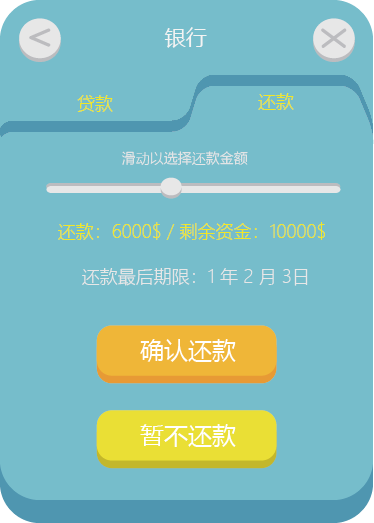 银行
贷款
还款
滑动以选择还款金额
还款：6000$ / 剩余资金：10000$
还款最后期限：1 年 2 月 3日
确认还款
暂不还款